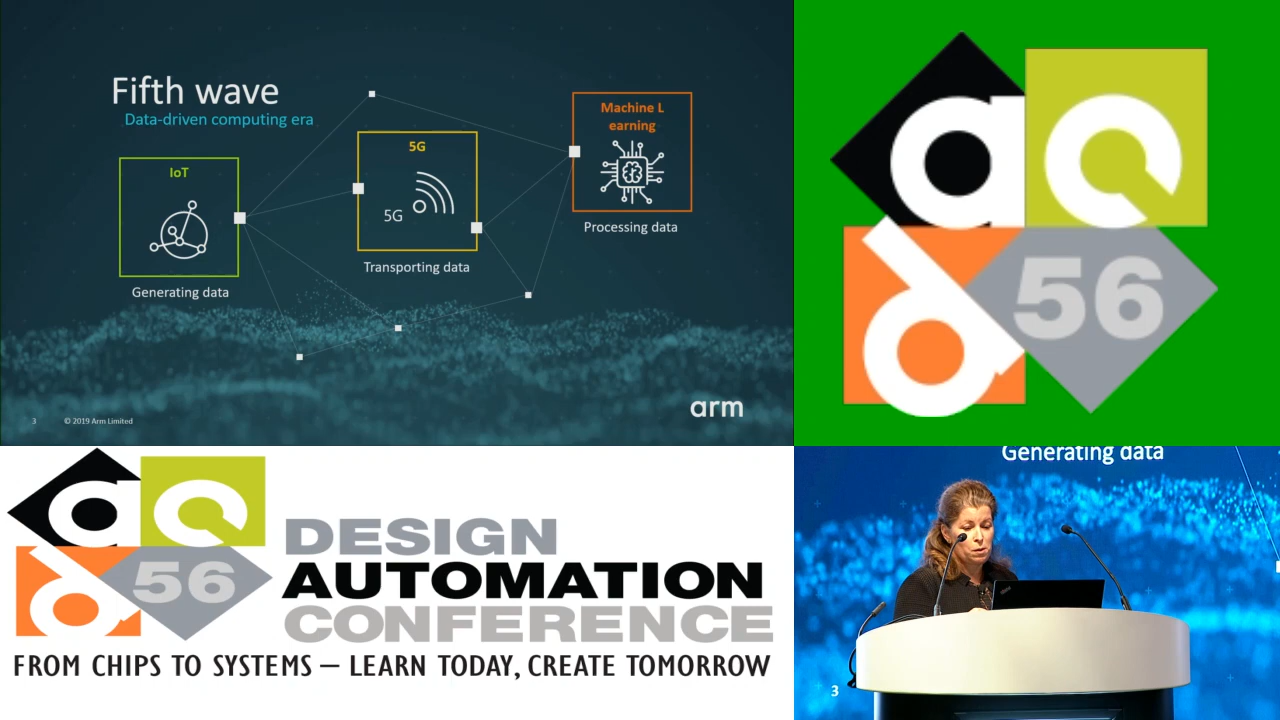 Fifth wave
Data-driven computing era
IoT
Generating data
5G
5G
Transporting data
Machine L
earning
Processing data
3
© 2019 Arm Limited
arm
dac
56
dac
56
DESIGN
AUTOMATION
CONFERENCE
FROM CHIPS TO SYSTEMS — LEARN TODAY, CREATE TOMORROW
Generating data
3